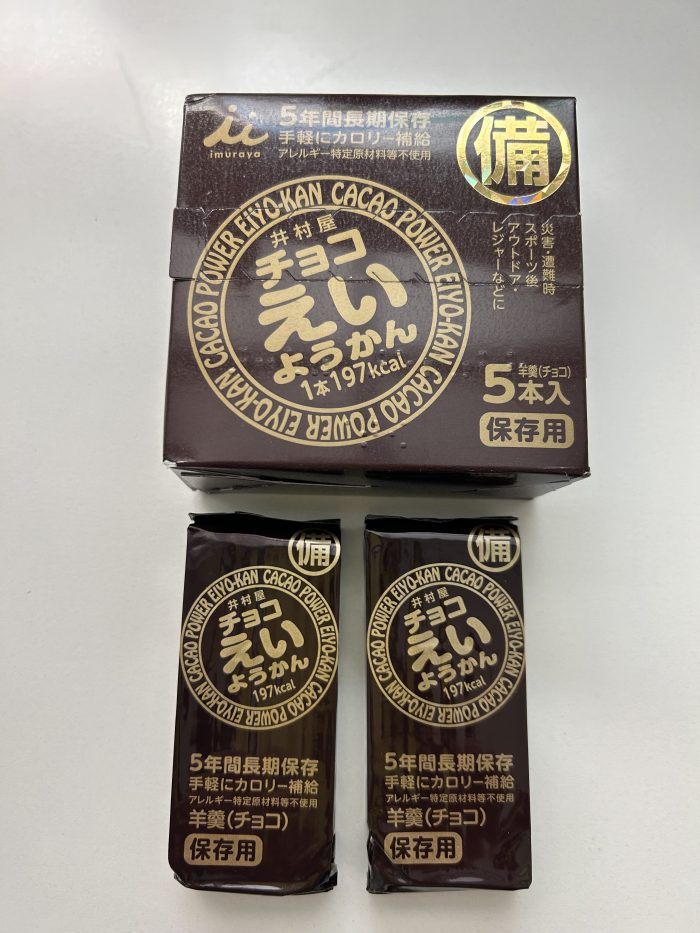 imuraya
5年間長期保存
手軽にカロリー補給
アレルギー特定原材料等不使用
備
CACAO POWER EIYO-KAN CACAO POWER EIYO-KAN CACAO POWER EIYO-KAN
井村屋
チョコ
えい
ようかん
1本197kcal
災害・遭難時
スポーツ後
アウトドア・
レジャーなどに
羊羹(チョコ)
5本入
保存用
備
CACAO POWER EIYO-KAN CACAO POWER EIYO-KAN
井村屋
チョコ
えい
ようかん
197kcal
5年間長期保存
手軽にカロリー補給
アレルギー特定原材料等不使用
羊羹(チョコ)
保存用
備
CACAO POWER EIYO-KAN CACAO POWER EIYO-KAN
井村屋
チョコ
えい
ようかん
197kcal
5年間長期保存
手軽にカロリー補給
アレルギー特定原材料等不使用
羊羹(チョコ)
保存用